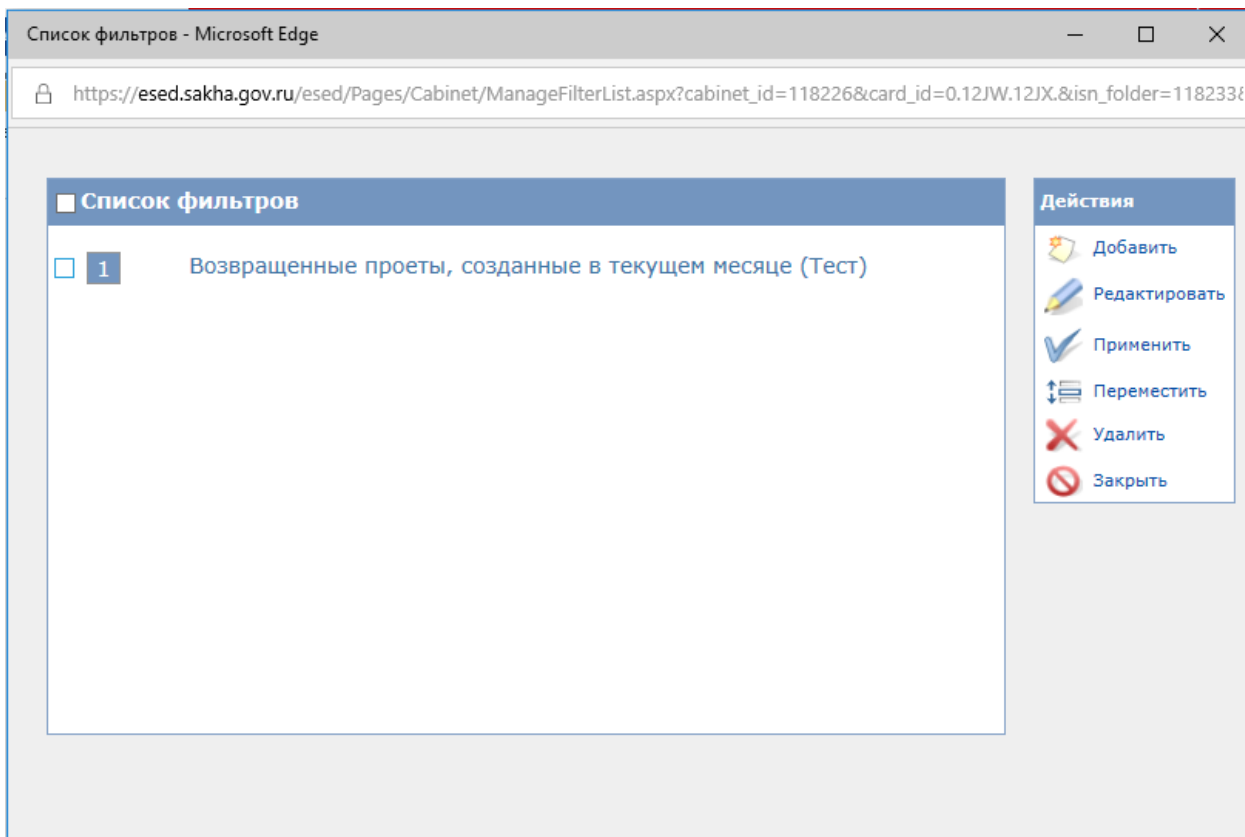 Список фильтров - Microsoft Edge
https://esed.sakha.gov.ru/esed/Pages/Cabinet/ManageFilterList.aspx?cabinet_id=118226&card_id=0.12JW.12JX.&isn_folder=118233&
Список фильтров
1 Возвращенные проеты, созданные в текущем месяце (Тест)
Действия
Добавить
Редактировать
Применить
Переместить
Удалить
Закрыть